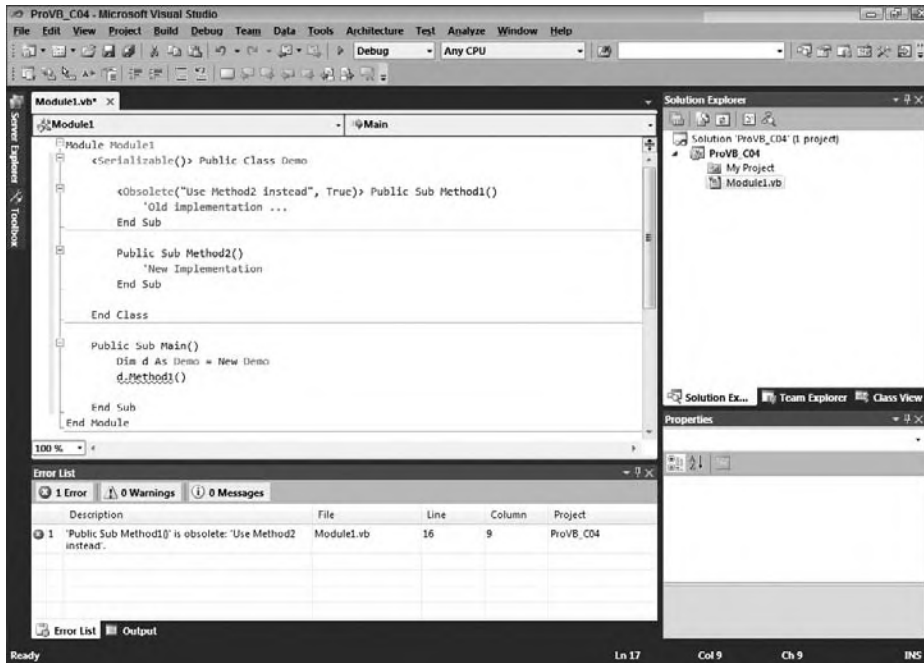 ProVB_C04 - Microsoft Visual Studio
File Edit View Project Build Debug Team Data Tools Architecture Test Analyze Window Help
Debug Any CPU
Server Explorer
Toolbox
Module1.vb* ×
Module1 Main
Module Module1
<Serializable()> Public Class Demo
<Obsolete("Use Method2 instead", True)> Public Sub Method1()
'Old implementation ...
End Sub
Public Sub Method2()
'New Implementation
End Sub
End Class
Public Sub Main()
Dim d As Demo = New Demo
d.Method1()
End Sub
End Module
100 %
Error List
1 Error 0 Warnings 0 Messages
Description File Line Column Project
1 'Public Sub Method1()' is obsolete: 'Use Method2 instead'. Module1.vb 16 9 ProVB_C04
Error List Output
Solution Explorer
Solution 'ProVB_C04' (1 project)
ProVB_C04
My Project
Module1.vb
Solution Ex... Team Explorer Class View
Properties
Ready Ln 17 Col 9 Ch 9 INS